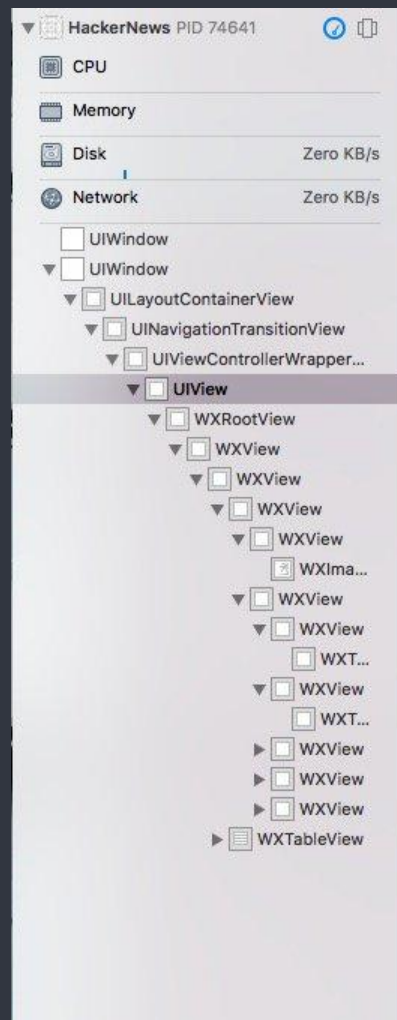 HackerNews PID 74641
CPU
Memory
Disk Zero KB/s
Network Zero KB/s
UIWindow
UIWindow
UILayoutContainerView
UINavigationTransitionView
UIViewControllerWrapper...
UIView
WXRootView
WXView
WXView
WXView
WXView
WXIma...
WXView
WXView
WXT...
WXView
WXT...
WXView
WXView
WXView
WXTableView